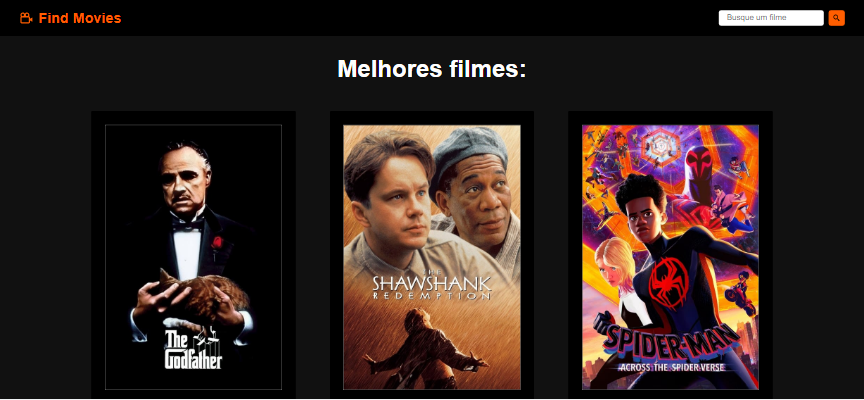 Find Movies
Busque um filme
Melhores filmes:
The
Godfather
THE
SHAWSHANK
REDEMPTION
SPIDER-MAN
ACROSS THE SPIDER-VERSE